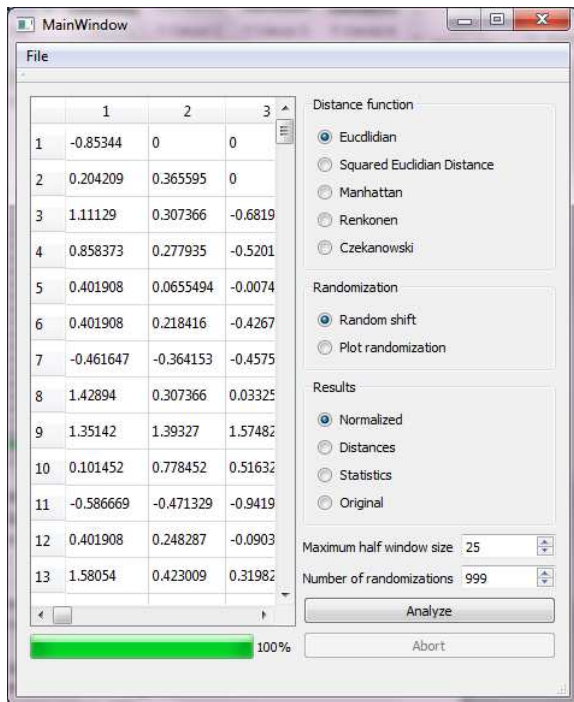 MainWindow
File
1 2 3
1 -0.85344 0 0
2 0.204209 0.365595 0
3 1.11129 0.307366 -0.6819
4 0.858373 0.277935 -0.5201
5 0.401908 0.0655494 -0.0074
6 0.401908 0.218416 -0.4267
7 -0.461647 -0.364153 -0.4575
8 1.42894 0.307366 0.03325
9 1.35142 1.39327 1.57482
10 0.101452 0.778452 0.51632
11 -0.586669 -0.471329 -0.9419
12 0.401908 0.248287 -0.0903
13 1.58054 0.423009 0.31982
100%
Distance function
Eucdlidian
Squared Euclidian Distance
Manhattan
Renkonen
Czekanowski
Randomization
Random shift
Plot randomization
Results
Normalized
Distances
Statistics
Original
Maximum half window size 25
Number of randomizations 999
Analyze
Abort